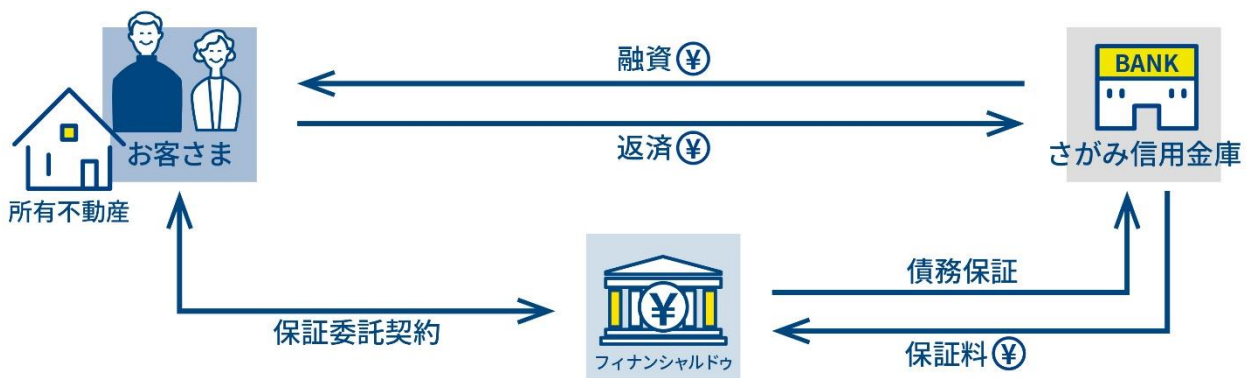 融資¥
BANK
お客さま
返済¥
さがみ信用金庫
所有不動産
債務保証
¥
保証委託契約
フィナンシャルドゥ
保証料¥